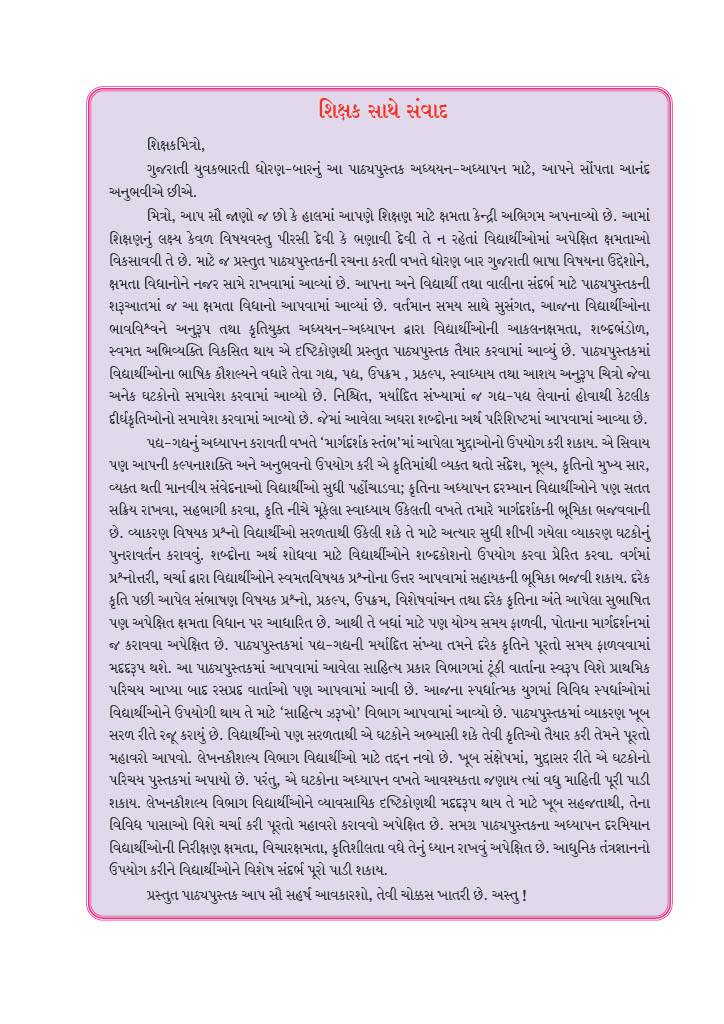 શિક્ષક સાથે સંવાદ
શિક્ષકમિત્રો,
ગુજરાતી યુવકભારતી ધોરણ-બારનું આ પાઠ્યપુસ્તક અધ્યયન-અધ્યાપન માટે, આપને સોંપતા આનંદ
અનુભવીએ છીએ.
મિત્રો, આપ સૌ જાણો જ છો કે હાલમાં આપણે શિક્ષણ માટે ક્ષમતા કેન્દ્રી અભિગમ અપનાવ્યો છે. આમાં
શિક્ષણનું લક્ષ્ય કેવળ વિષયવસ્તુ પીરસી દેવી કે ભણાવી દેવી તે ન રહેતાં વિદ્યાર્થીઓમાં અપેક્ષિત ક્ષમતાઓ
વિકસાવવી તે છે. માટે જ પ્રસ્તુત પાઠ્યપુસ્તકની રચના કરતી વખતે ધોરણ બાર ગુજરાતી ભાષા વિષયના ઉદ્દેશોને,
ક્ષમતા વિધાનોને નજર સામે રાખવામાં આવ્યાં છે. આપના અને વિદ્યાર્થી તથા વાલીના સંદર્ભ માટે પાઠ્યપુસ્તકની
શરૂઆતમાં જ આ ક્ષમતા વિધાનો આપવામાં આવ્યાં છે. વર્તમાન સમય સાથે સુસંગત, આજના વિદ્યાર્થીઓના
ભાવવિશ્વને અનુરૂપ તથા કૃતિયુક્ત અધ્યયન-અધ્યાપન દ્વારા વિદ્યાર્થીઓની આકલનક્ષમતા, શબ્દભંડોળ,
સ્વમત અભિવ્યક્તિ વિકસિત થાય એ દષ્ટિકોણથી પ્રસ્તુત પાઠ્યપુસ્તક તૈયાર કરવામાં આવ્યું છે. પાઠ્યપુસ્તકમાં
વિદ્યાર્થીઓના ભાષિક કૌશલ્યને વધારે તેવા ગદ્ય, પદ્ય, ઉપક્રમ , પ્રકલ્પ, સ્વાધ્યાય તથા આશય અનુરૂપ ચિત્રો જેવા
અનેક ઘટકોનો સમાવેશ કરવામાં આવ્યો છે. નિશ્ચિત, મર્યાદિત સંખ્યામાં જ ગદ્ય-પદ્ય લેવાનાં હોવાથી કેટલીક
દીર્ઘકૃતિઓનો સમાવેશ કરવામાં આવ્યો છે. જેમાં આવેલા અઘરા શબ્દોના અર્થ પરિશિષ્ટમાં આપવામાં આવ્યા છે.
પદ્ય-ગદ્યનું અધ્યાપન કરાવતી વખતે ‘માર્ગદર્શક સ્તંભ’માં આપેલા મુદ્દાઓનો ઉપયોગ કરી શકાય. એ સિવાય
પણ આપની કલ્પનાશક્તિ અને અનુભવનો ઉપયોગ કરી એ કૃતિમાંથી વ્યક્ત થતો સંદેશ, મૂલ્ય, કૃતિનો મુખ્ય સાર,
વ્યક્ત થતી માનવીય સંવેદનાઓ વિદ્યાર્થીઓ સુધી પહોંચાડવા; કૃતિના અધ્યાપન દરમ્યાન વિદ્યાર્થીઓને પણ સતત
સક્રિય રાખવા, સહભાગી કરવા, કૃતિ નીચે મૂકેલા સ્વાધ્યાય ઉકેલતી વખતે તમારે માર્ગદર્શકની ભૂમિકા ભજવવાની
છે. વ્યાકરણ વિષયક પ્રશ્નો વિદ્યાર્થીઓ સરળતાથી ઉકેલી શકે તે માટે અત્યાર સુધી શીખી ગયેલા વ્યાકરણ ઘટકોનું
પુનરાવર્તન કરાવવું. શબ્દોના અર્થ શોધવા માટે વિદ્યાર્થીઓને શબ્દકોશનો ઉપયોગ કરવા પ્રેરિત કરવા. વર્ગમાં
પ્રશ્નોત્તરી, ચર્ચા દ્વારા વિદ્યાર્થીઓને સ્વમતવિષયક પ્રશ્નોના ઉત્તર આપવામાં સહાયકની ભૂમિકા ભજવી શકાય. દરેક
કૃતિ પછી આપેલ સંભાષણ વિષયક પ્રશ્નો, પ્રકલ્પ, ઉપક્રમ, વિશેષવાંચન તથા દરેક કૃતિના અંતે આપેલા સુભાષિત
પણ અપેક્ષિત ક્ષમતા વિધાન પર આધારિત છે. આથી તે બધાં માટે પણ યોગ્ય સમય ફાળવી, પોતાના માર્ગદર્શનમાં
જ કરાવવા અપેક્ષિત છે. પાઠ્યપુસ્તકમાં પદ્ય-ગદ્યની મર્યાદિત સંખ્યા તમને દરેક કૃતિને પૂરતો સમય ફાળવવામાં
મદદરૂપ થશે. આ પાઠ્યપુસ્તકમાં આપવામાં આવેલા સાહિત્ય પ્રકાર વિભાગમાં ટૂંકી વાર્તાના સ્વરૂપ વિશે પ્રાથમિક
પરિચય આપ્યા બાદ રસપ્રદ વાર્તાઓ પણ આપવામાં આવી છે. આજના સ્પર્ધાત્મક યુગમાં વિવિધ સ્પર્ધાઓમાં
વિદ્યાર્થીઓને ઉપયોગી થાય તે માટે ‘સાહિત્ય ઝરૂખો’ વિભાગ આપવામાં આવ્યો છે. પાઠ્યપુસ્તકમાં વ્યાકરણ ખૂબ
સરળ રીતે રજૂ કરાયું છે. વિદ્યાર્થીઓ પણ સરળતાથી એ ઘટકોને અભ્યાસી શકે તેવી કૃતિઓ તૈયાર કરી તેમને પૂરતો
મહાવરો આપવો. લેખનકૌશલ્ય વિભાગ વિદ્યાર્થીઓ માટે તદ્દન નવો છે. ખૂબ સંક્ષેપમાં, મુદ્દાસર રીતે એ ઘટકોનો
પરિચય પુસ્તકમાં અપાયો છે. પરંતુ, એ ઘટકોના અધ્યાપન વખતે આવશ્યકતા જણાય ત્યાં વધુ માહિતી પૂરી પાડી
શકાય. લેખનકૌશલ્ય વિભાગ વિદ્યાર્થીઓને વ્યાવસાયિક દષ્ટિકોણથી મદદરૂપ થાય તે માટે ખૂબ સહજતાથી, તેના
વિવિધ પાસાઓ વિશે ચર્ચા કરી પૂરતો મહાવરો કરાવવો અપેક્ષિત છે. સમગ્ર પાઠ્યપુસ્તકના અધ્યાપન દરમિયાન
વિદ્યાર્થીઓની નિરીક્ષણ ક્ષમતા, વિચારક્ષમતા, કૃતિશીલતા વધે તેનું ધ્યાન રાખવું અપેક્ષિત છે. આધુનિક તંત્રજ્ઞાનનો
ઉપયોગ કરીને વિદ્યાર્થીઓને વિશેષ સંદર્ભ પૂરો પાડી શકાય.
પ્રસ્તુત પાઠ્યપુસ્તક આપ સૌ સહર્ષ આવકારશો, તેવી ચોક્કસ ખાતરી છે. અસ્તુ !